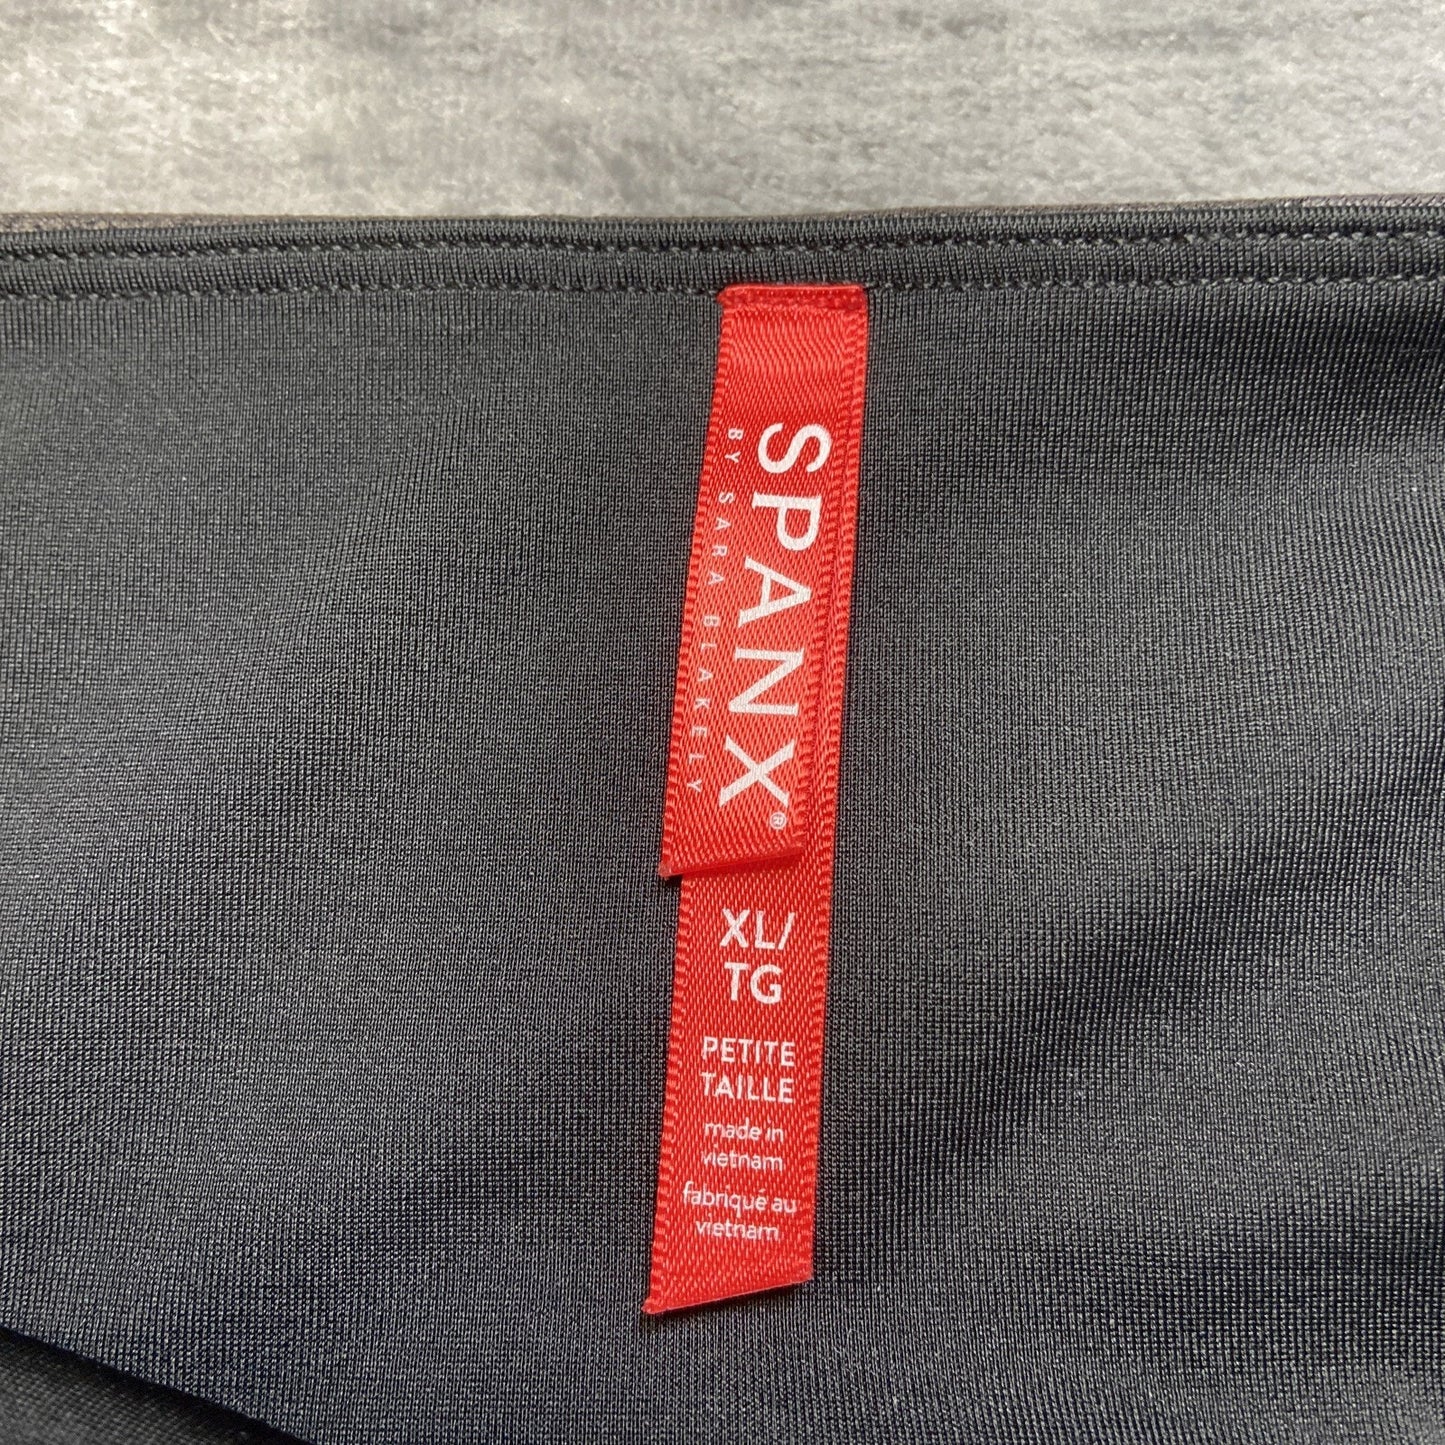 SPANX®
BY SARA BLAKELY
XL/
TG
PETITE
TAILLE
made in
vietnam
fabriqué au
vietnam